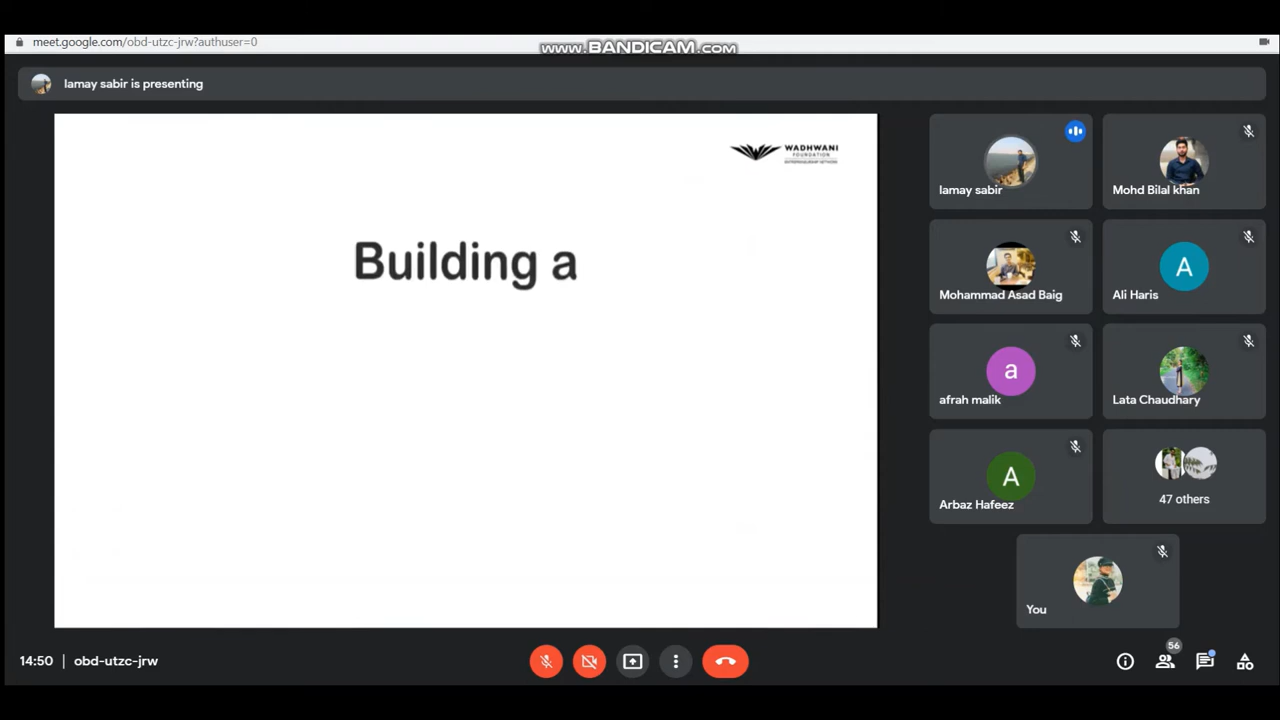 meet.google.com/obd-utzc-jrw?authuser=0
WWW.BANDICAM.COM
lamay sabir is presenting
WADHWANI
FOUNDATION
ENTREPRENEURSHIP NETWORK
Building a
lamay sabir
Mohd Bilal khan
Mohammad Asad Baig
A
Ali Haris
a
afrah malik
Lata Chaudhary
A
Arbaz Hafeez
47 others
You
14:50 | obd-utzc-jrw
56